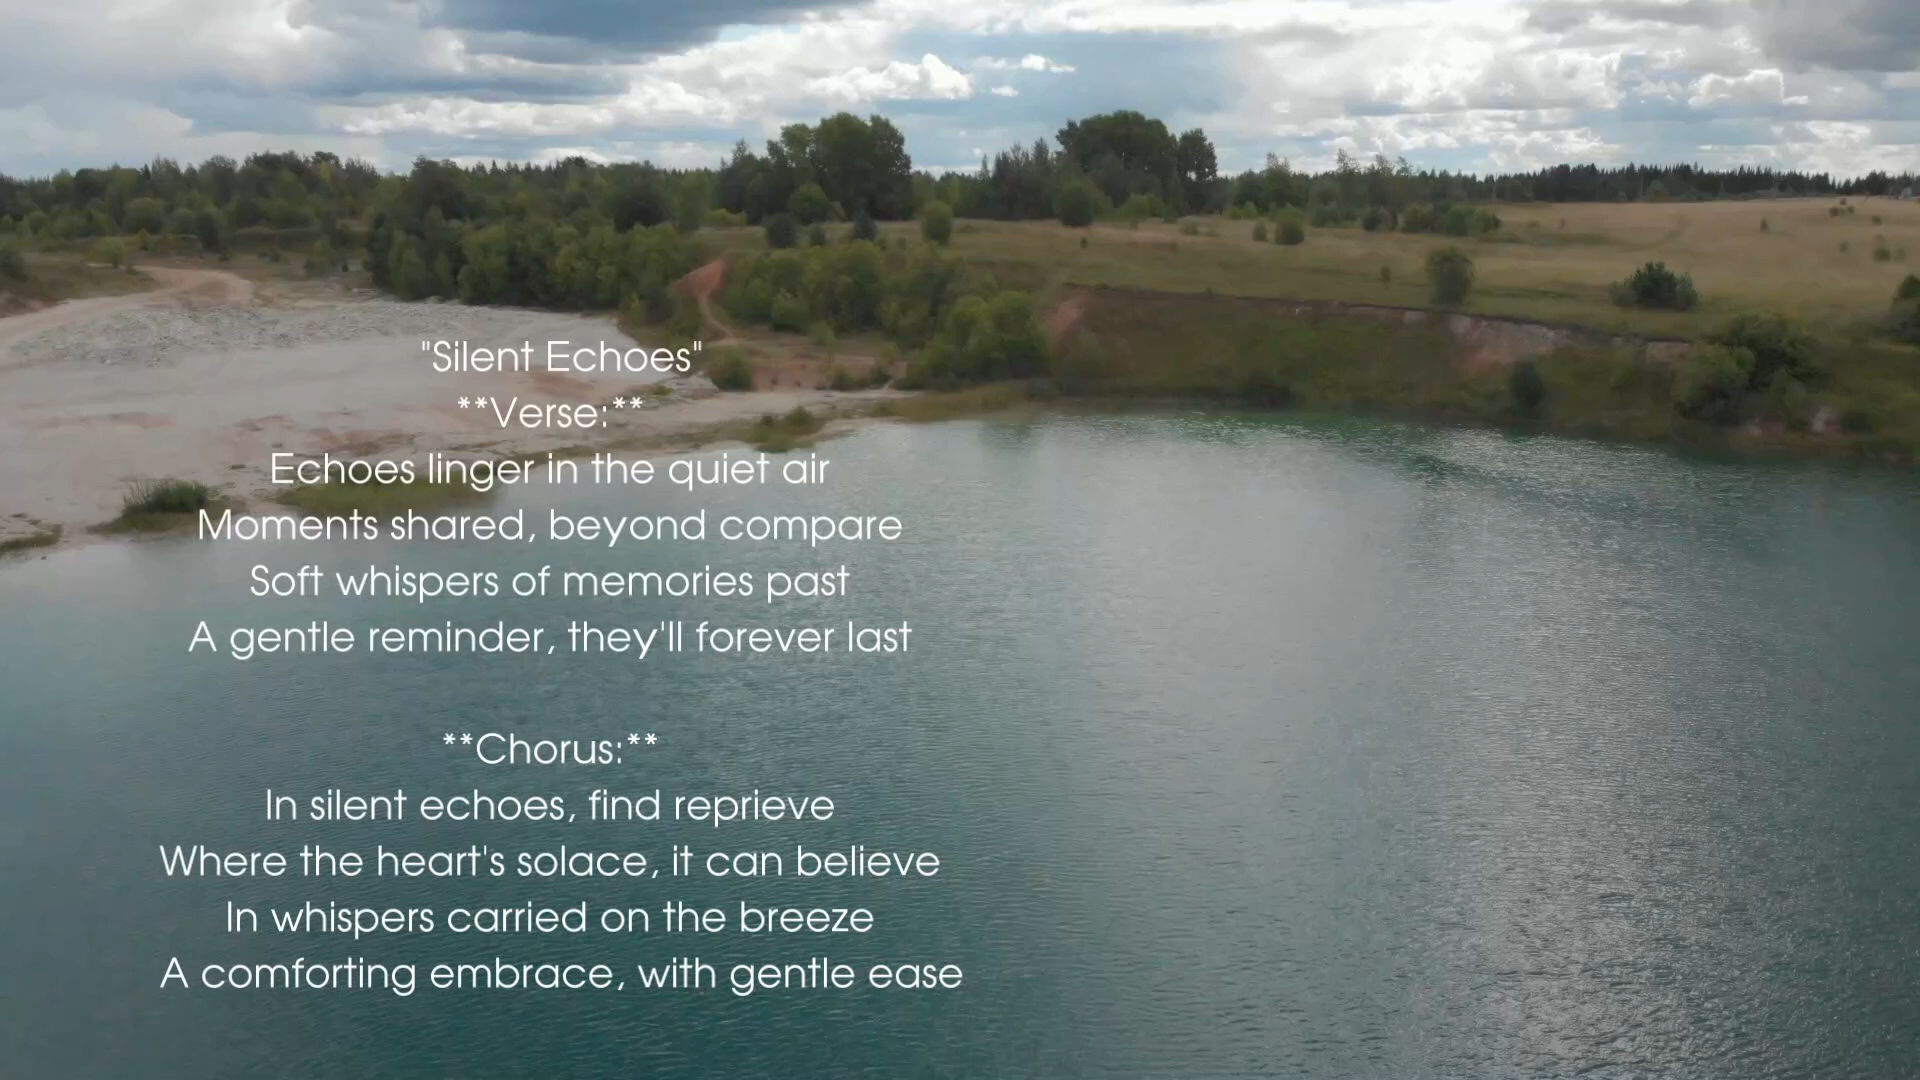 "Silent Echoes"
**Verse:**
Echoes linger in the quiet air
Moments shared, beyond compare
Soft whispers of memories past
A gentle reminder, they'll forever last
**Chorus:**
In silent echoes, find reprieve
Where the heart's solace, it can believe
In whispers carried on the breeze
A comforting embrace, with gentle ease